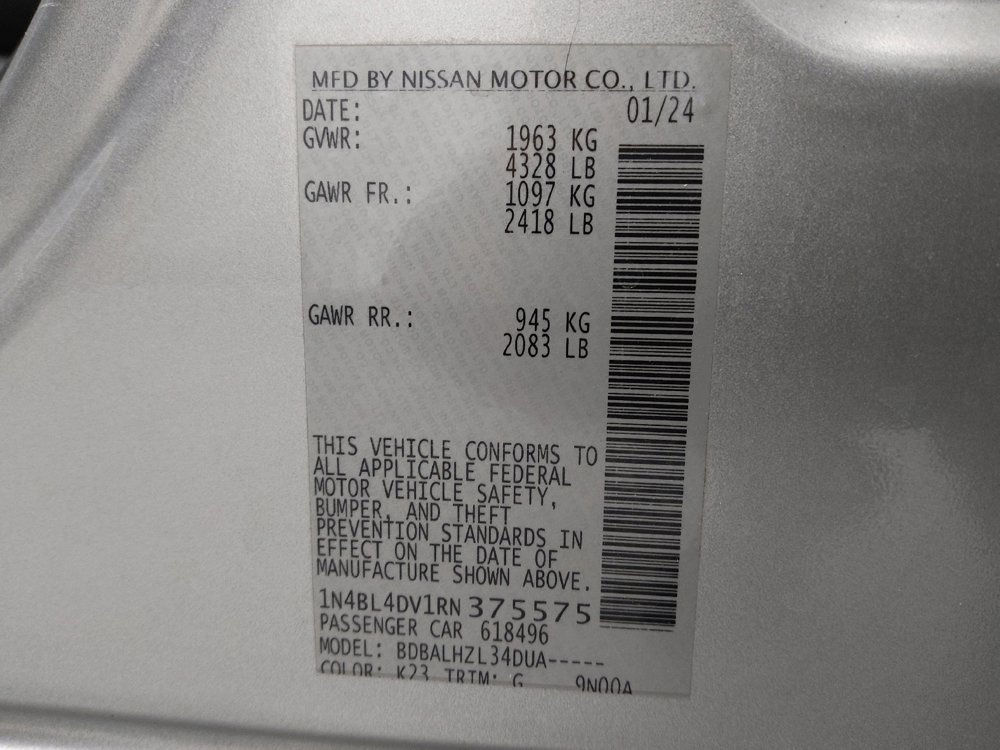 MFD BY NISSAN MOTOR CO., LTD.
DATE: 01/24
GVWR: 1963 KG
4328 LB
GAWR FR.: 1097 KG
2418 LB
GAWR RR.: 945 KG
2083 LB
THIS VEHICLE CONFORMS TO
ALL APPLICABLE FEDERAL
MOTOR VEHICLE SAFETY,
BUMPER, AND THEFT
PREVENTION STANDARDS IN
EFFECT ON THE DATE OF
MANUFACTURE SHOWN ABOVE.
1N4BL4DV1RN375575
PASSENGER CAR 618496
MODEL: BDBALHZL34DUA-----
COLOR: K23 TRIM: G 9N00A